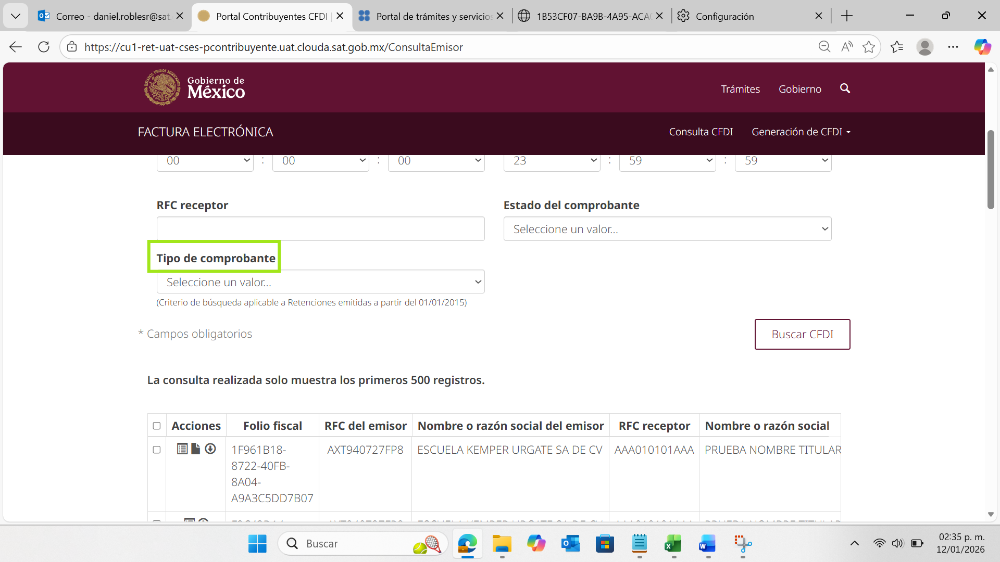 Correo - daniel.roblesr@sat.
Portal Contribuyentes CFDI |
Portal de trámites y servicios
1B53CF07-BA9B-4A95-ACA
Configuración
https://cu1-ret-uat-cses-pcontribuyente.uat.clouda.sat.gob.mx/ConsultaEmisor
Gobierno de
México
Trámites
Gobierno
FACTURA ELECTRÓNICA
Consulta CFDI
Generación de CFDI
00 : 00 : 00
23 : 59 : 59
RFC receptor
Estado del comprobante
Seleccione un valor...
Tipo de comprobante
Seleccione un valor...
(Criterio de búsqueda aplicable a Retenciones emitidas a partir del 01/01/2015)
* Campos obligatorios
Buscar CFDI
La consulta realizada solo muestra los primeros 500 registros.
Acciones Folio fiscal RFC del emisor Nombre o razón social del emisor RFC receptor Nombre o razón social
1F961B18- AXT940727FP8 ESCUELA KEMPER URGATE SA DE CV AAA010101AAA PRUEBA NOMBRE TITULAR
8722-40FB-
8A04-
A9A3C5DD7B07
Buscar
02:35 p. m.
12/01/2026